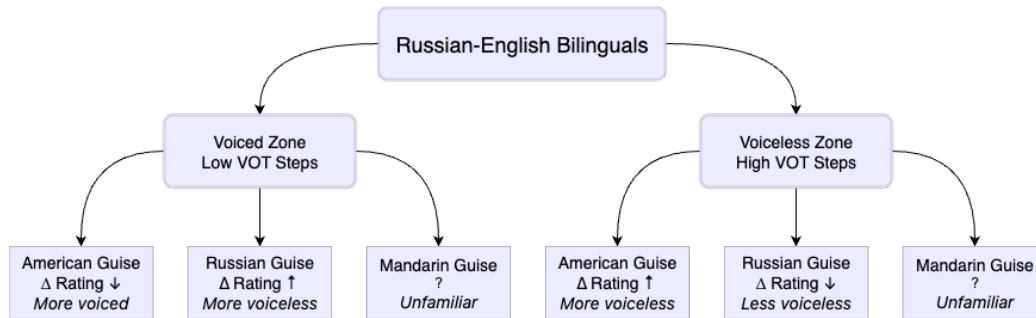 Russian-English Bilinguals
Voiced Zone
Low VOT Steps
Voiceless Zone
High VOT Steps
American Guise
Δ Rating ↓
More voiced
Russian Guise
Δ Rating ↑
More voiceless
Mandarin Guise
?
Unfamiliar
American Guise
Δ Rating ↑
More voiceless
Russian Guise
Δ Rating ↓
Less voiceless
Mandarin Guise
?
Unfamiliar